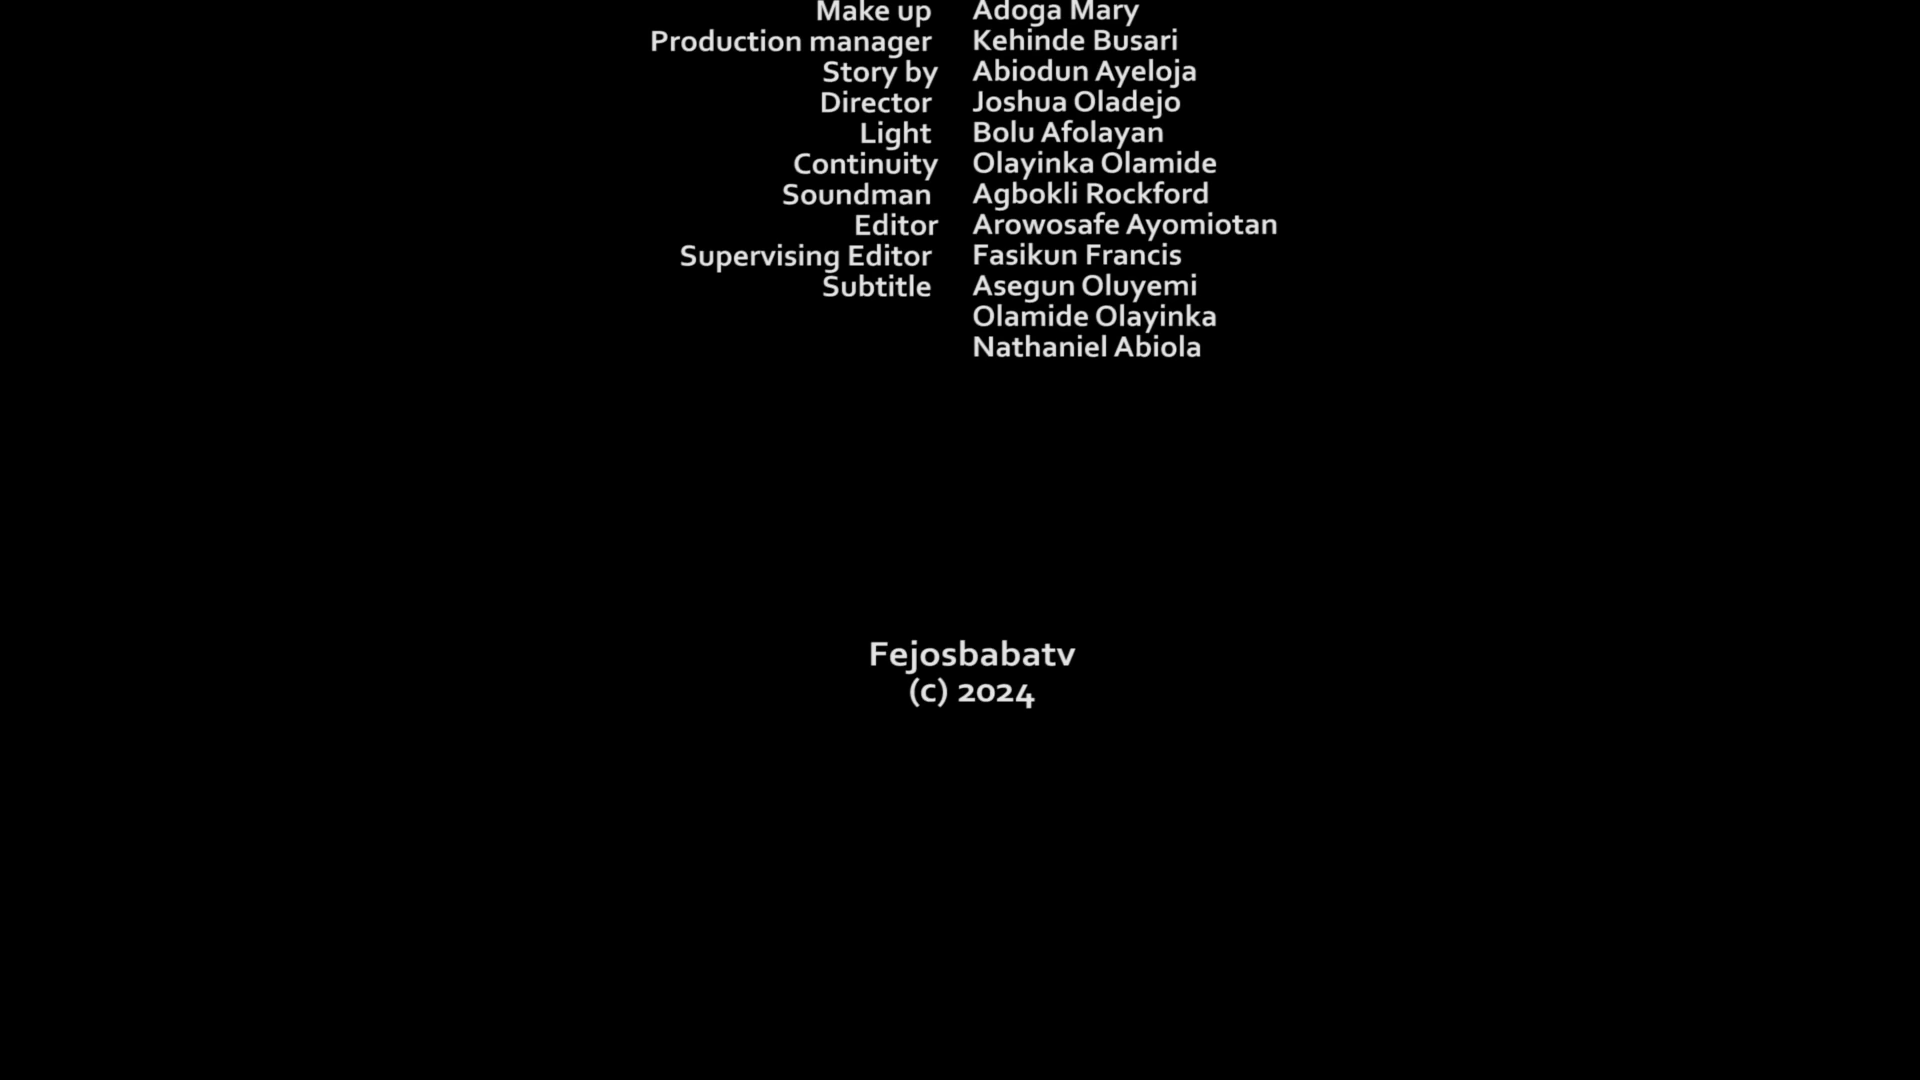 Make up Adoga Mary
Production manager Kehinde Busari
Story by Abiodun Ayeloja
Director Joshua Oladejo
Light Bolu Afolayan
Continuity Olayinka Olamide
Soundman Agbokli Rockford
Editor Arowosafe Ayomiotan
Supervising Editor Fasikun Francis
Subtitle Asegun Oluyemi
Olamide Olayinka
Nathaniel Abiola
Fejosbabatv
(c) 2024